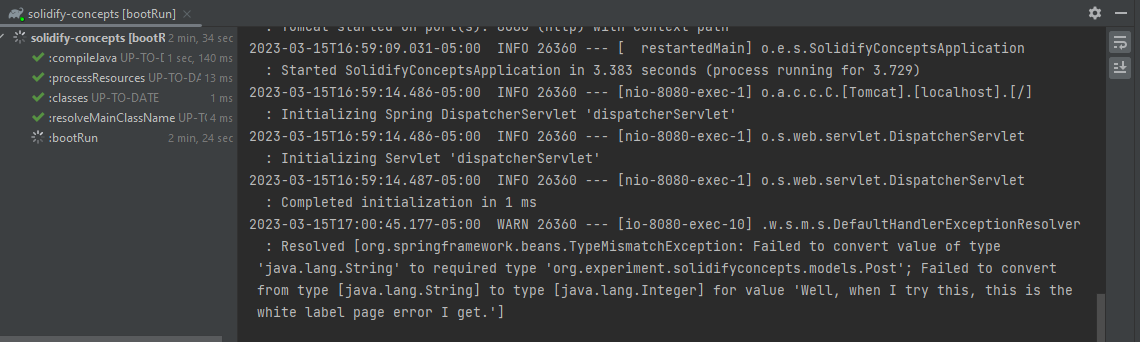 solidify-concepts [bootRun]
solidify-concepts [bootR 2 min, 34 sec
:compileJava UP-TO-D 1 sec, 140 ms
:processResources UP-TO-DA 13 ms
:classes UP-TO-DATE 1 ms
:resolveMainClassName UP-TO 4 ms
:bootRun 2 min, 24 sec
: Tomcat started on port(s): 8080 (http) with context path ''
2023-03-15T16:59:09.031-05:00  INFO 26360 --- [  restartedMain] o.e.s.SolidifyConceptsApplication
: Started SolidifyConceptsApplication in 3.383 seconds (process running for 3.729)
2023-03-15T16:59:14.486-05:00  INFO 26360 --- [nio-8080-exec-1] o.a.c.c.C.[Tomcat].[localhost].[/]
: Initializing Spring DispatcherServlet 'dispatcherServlet'
2023-03-15T16:59:14.486-05:00  INFO 26360 --- [nio-8080-exec-1] o.s.web.servlet.DispatcherServlet
: Initializing Servlet 'dispatcherServlet'
2023-03-15T16:59:14.487-05:00  INFO 26360 --- [nio-8080-exec-1] o.s.web.servlet.DispatcherServlet
: Completed initialization in 1 ms
2023-03-15T17:00:45.177-05:00  WARN 26360 --- [io-8080-exec-10] .w.s.m.s.DefaultHandlerExceptionResolver
: Resolved [org.springframework.beans.TypeMismatchException: Failed to convert value of type
'java.lang.String' to required type 'org.experiment.solidifyconcepts.models.Post'; Failed to convert
from type [java.lang.String] to type [java.lang.Integer] for value 'Well, when I try this, this is the
white label page error I get.']